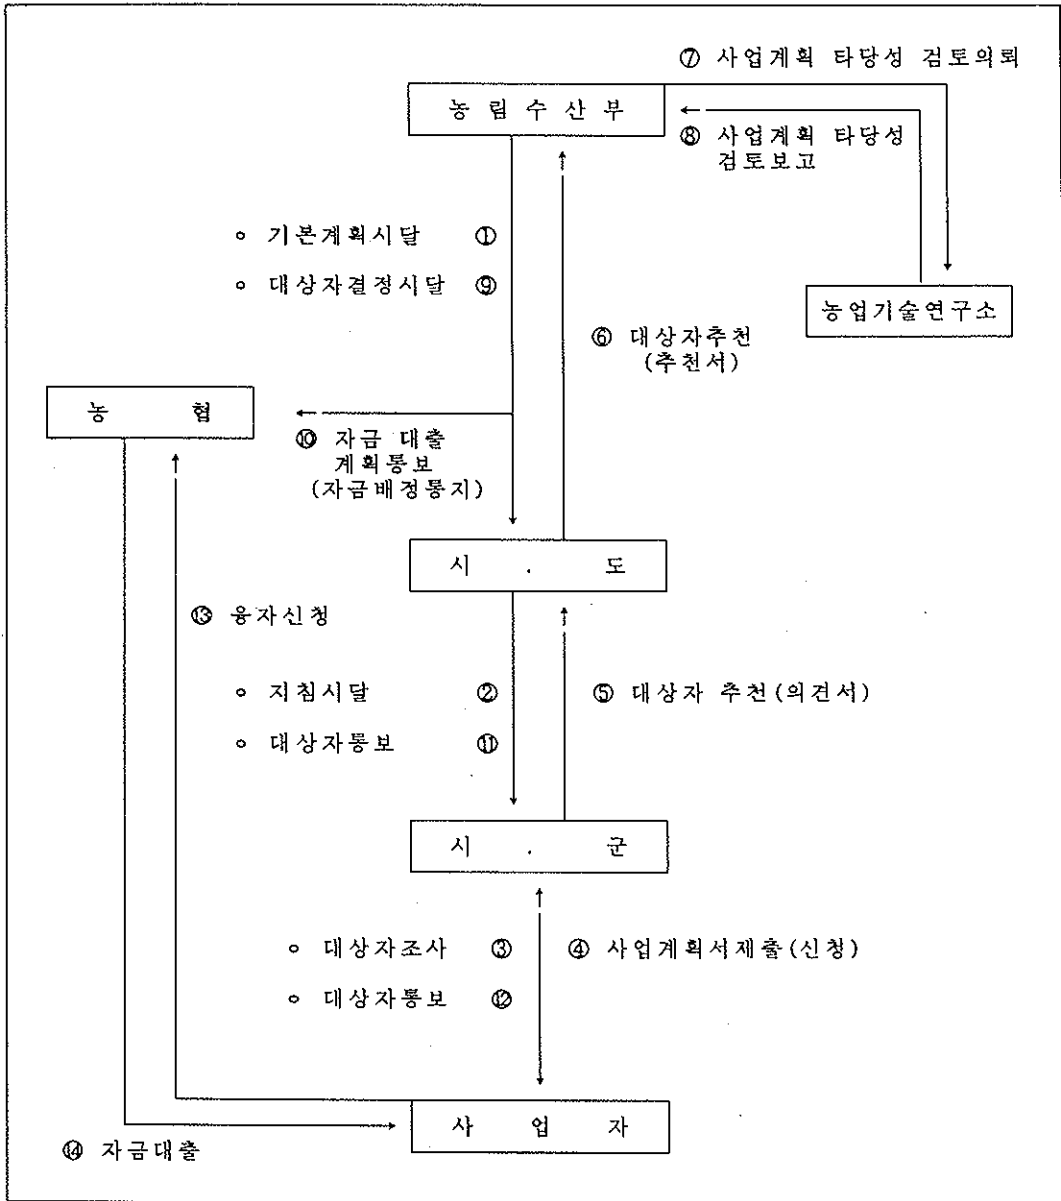 ⑦ 사업계획 타당성 검토의뢰
농 림 수 산 부
⑧ 사업계획 타당성
검토보고
∘ 기본계획시달 ①
∘ 대상자결정시달 ⑨
농업기술연구소
⑥ 대상자추천
(추천서)
농 협
⑩ 자금 대출
계획통보
(자금배정통지)
시 . 도
⑬ 융자신청
∘ 지침시달 ②
⑤ 대상자 추천(의견서)
∘ 대상자통보 ⑪
시 . 군
∘ 대상자조사 ③
④ 사업계획서제출(신청)
∘ 대상자통보 ⑫
사 업 자
⑭ 자금대출